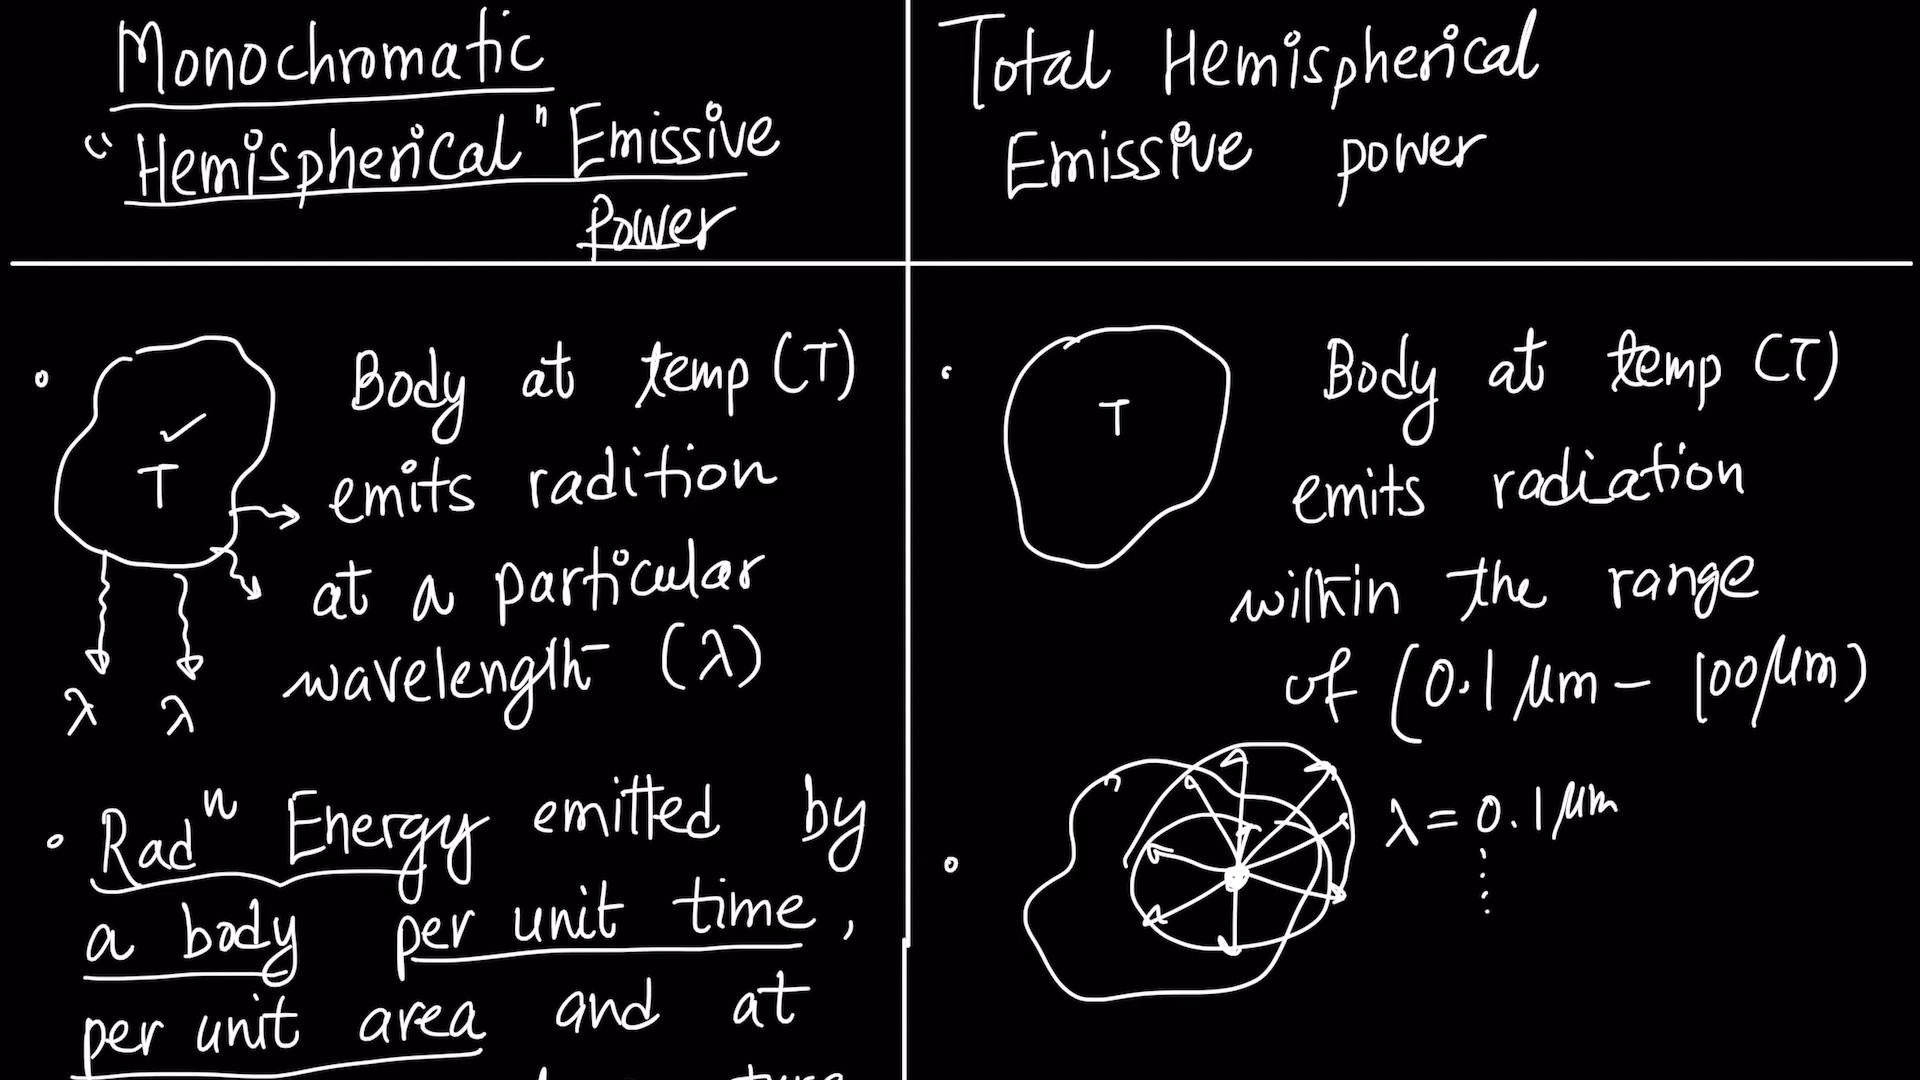 Monochromatic
"Hemispherical" Emissive
Power
T
Body at temp (T)
emits radition
at a particular
wavelength (λ)
λ λ
• Radⁿ Energy emitted by
a body per unit time,
per unit area and at
Total Hemispherical
Emissive power
T
Body at temp (T)
emits radiation
within the range
of (0.1 μm - 100 μm)
λ = 0.1 μm